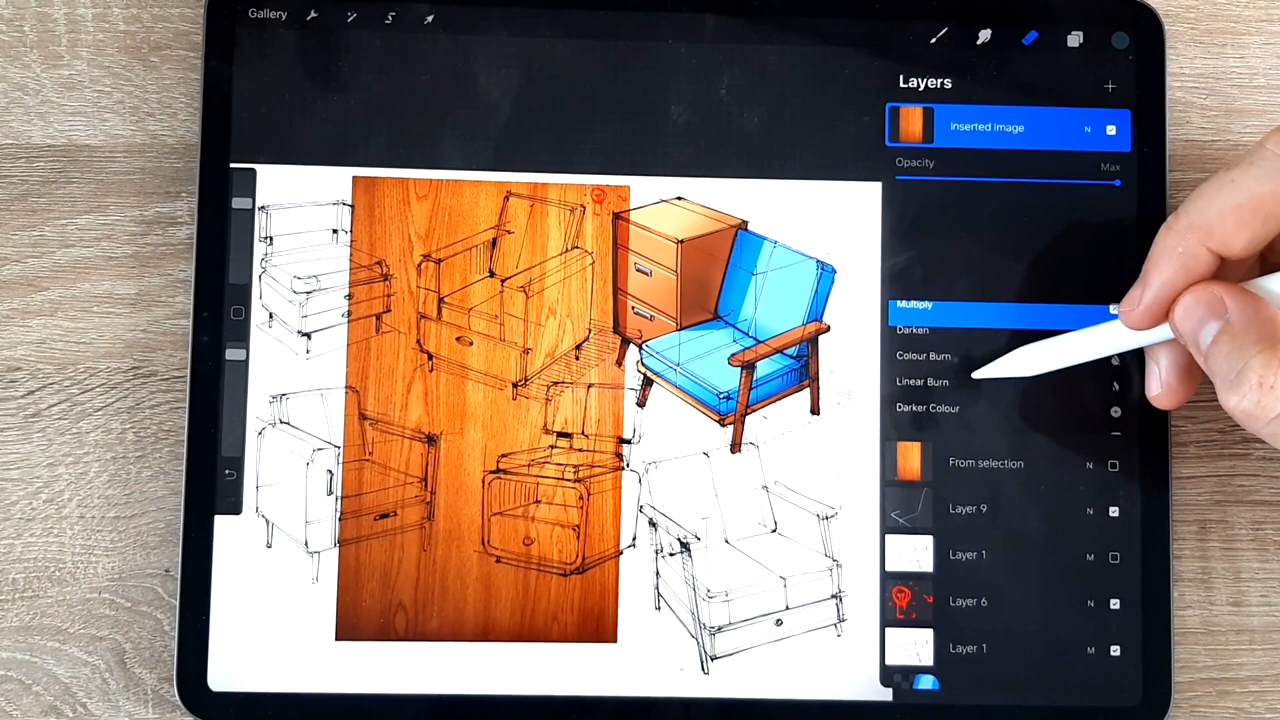 Gallery
Layers
Inserted Image N
Opacity Max
Multiply
Darken
Colour Burn
Linear Burn
Darker Colour
From selection N
Layer 9 N
Layer 1 M
Layer 6 N
Layer 1 M